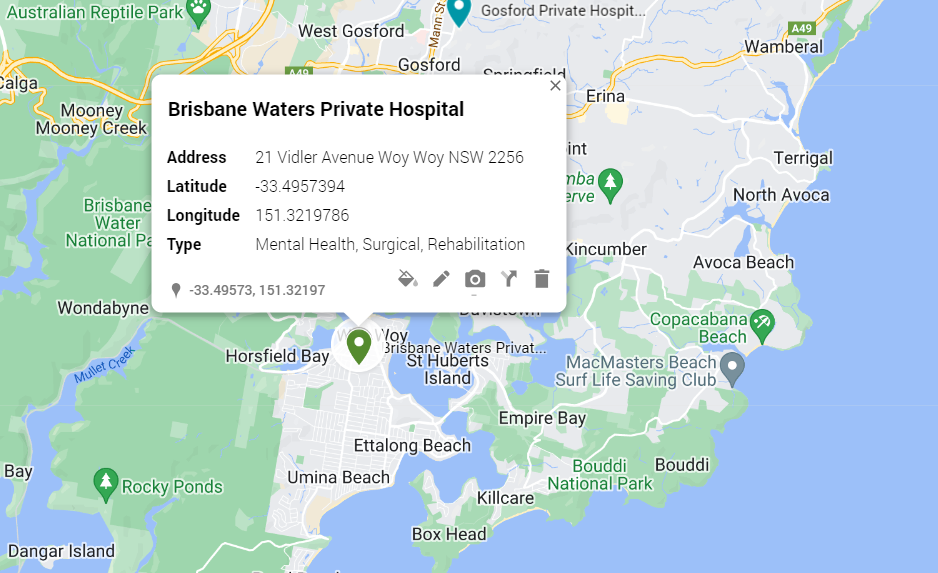 Australian Reptile Park
Gosford Private Hospit...
West Gosford
Mann St
A49
Wamberal
Gosford
A49
Springfield
Calga
Erina
Mooney
Mooney Creek
Brisbane Waters Private Hospital
Address 21 Vidler Avenue Woy Woy NSW 2256
Latitude -33.4957394
Longitude 151.3219786
Type Mental Health, Surgical, Rehabilitation
-33.49573, 151.32197
Terrigal
North Avoca
Brisbane
Water
National Pa
Kincumber
Avoca Beach
Wondabyne
Davistown
Copacabana
Beach
Woy
Brisbane Waters Privat...
Horsfield Bay
St Huberts
Island
MacMasters Beach
Surf Life Saving Club
Mullet Creek
Empire Bay
Ettalong Beach
Bay
Umina Beach
Bouddi
National Park
Bouddi
Rocky Ponds
Killcare
Box Head
Dangar Island